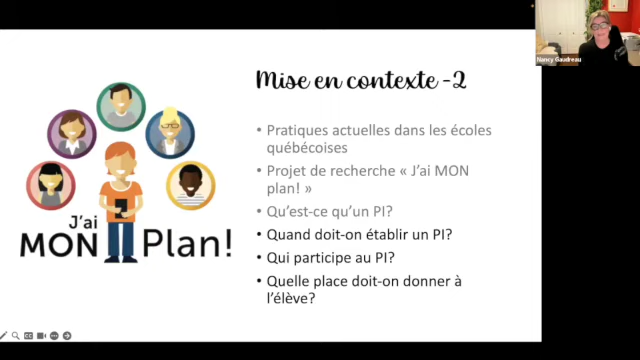 Mise en contexte -2
• Pratiques actuelles dans les écoles
québécoises
• Projet de recherche « J'ai MON
plan! »
• Qu'est-ce qu'un PI?
• Quand doit-on établir un PI?
• Qui participe au PI?
• Quelle place doit-on donner à
l'élève?
J'ai
MON Plan!
Nancy Gaudreau